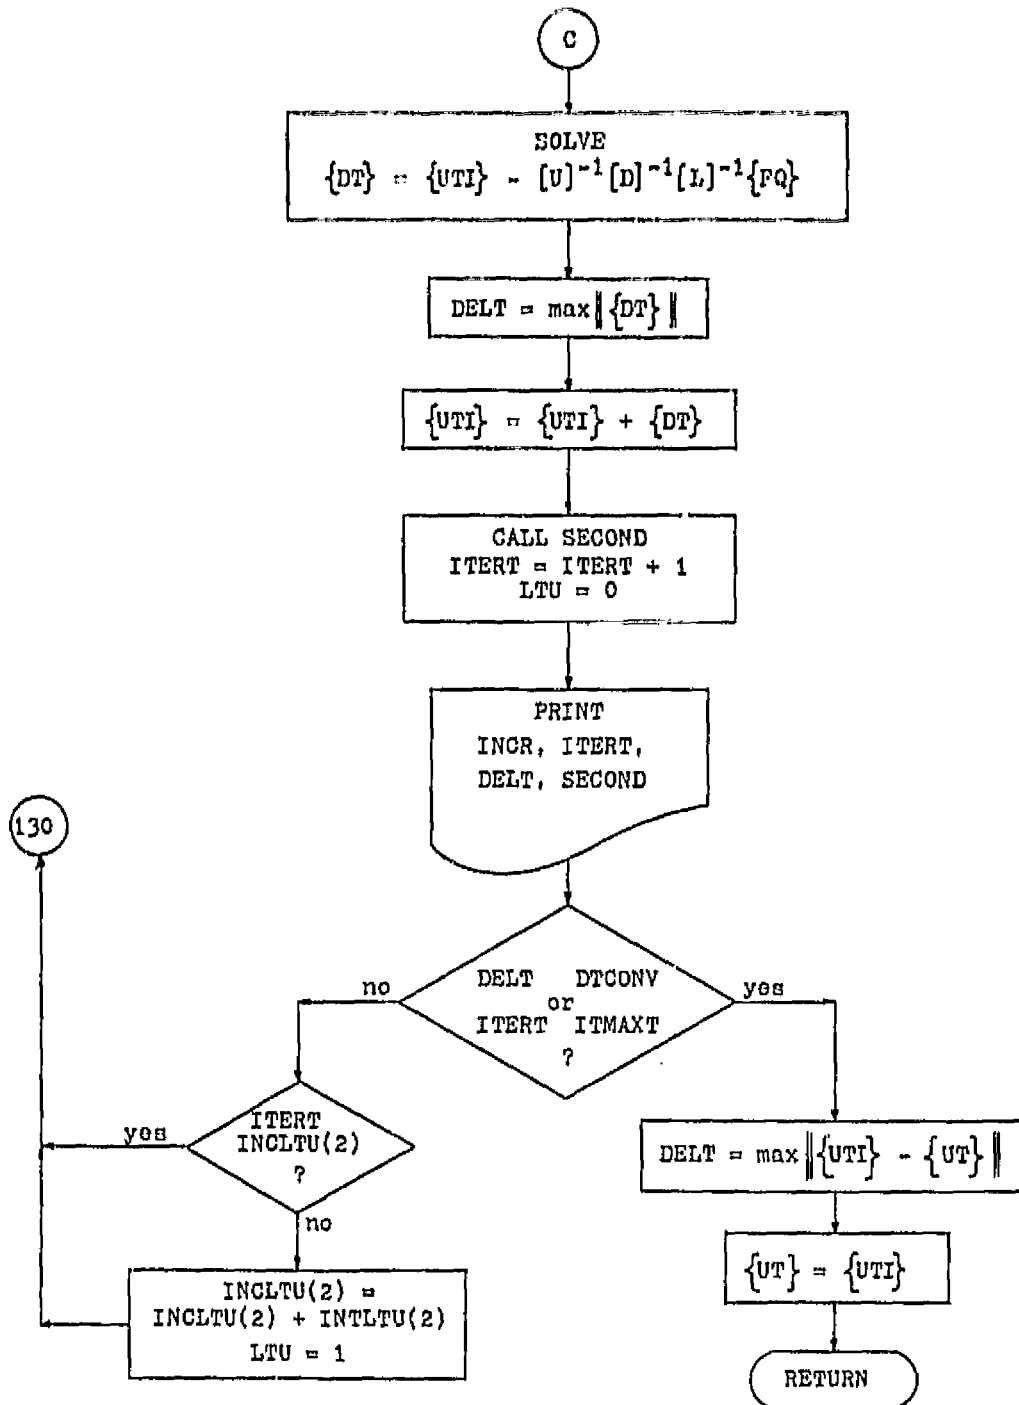 C
SOLVE
{DT} = {UTI} - [U]⁻¹[D]⁻¹[L]⁻¹{FQ}
DELT = max‖{DT}‖
{UTI} = {UTI} + {DT}
CALL SECOND
ITERT = ITERT + 1
LTU = 0
PRINT
INCR, ITERT,
DELT, SECOND
130
no
DELT DTCONV
or
ITERT ITMAXT
?
yes
ITERT
INCLTU(2)
?
yes
no
INCLTU(2) =
INCLTU(2) + INTLTU(2)
LTU = 1
DELT = max‖{UTI} - {UT}‖
{UT} = {UTI}
RETURN